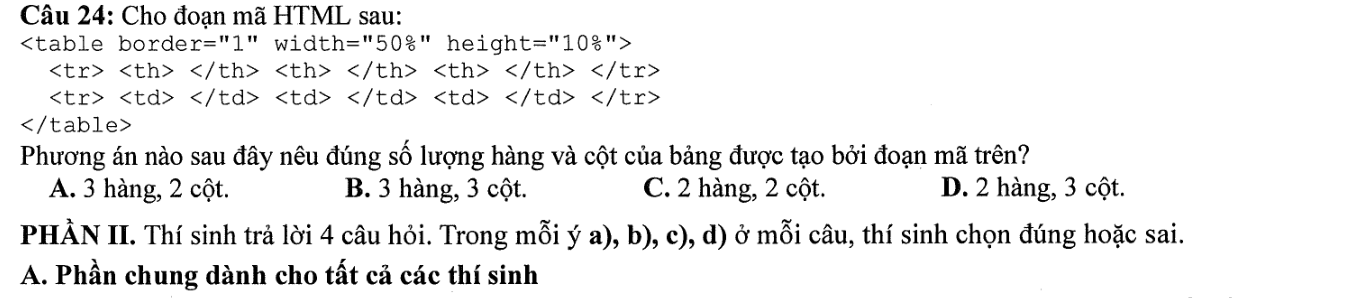 Câu 24: Cho đoạn mã HTML sau:
<table border="1" width="50%" height="10%">
<tr> <th> </th> <th> </th> <th> </th> </tr>
<tr> <td> </td> <td> </td> <td> </td> </tr>
</table>
Phương án nào sau đây nêu đúng số lượng hàng và cột của bảng được tạo bởi đoạn mã trên?
A. 3 hàng, 2 cột. B. 3 hàng, 3 cột. C. 2 hàng, 2 cột. D. 2 hàng, 3 cột.
PHẦN II. Thí sinh trả lời 4 câu hỏi. Trong mỗi ý a), b), c), d) ở mỗi câu, thí sinh chọn đúng hoặc sai.
A. Phần chung dành cho tất cả các thí sinh